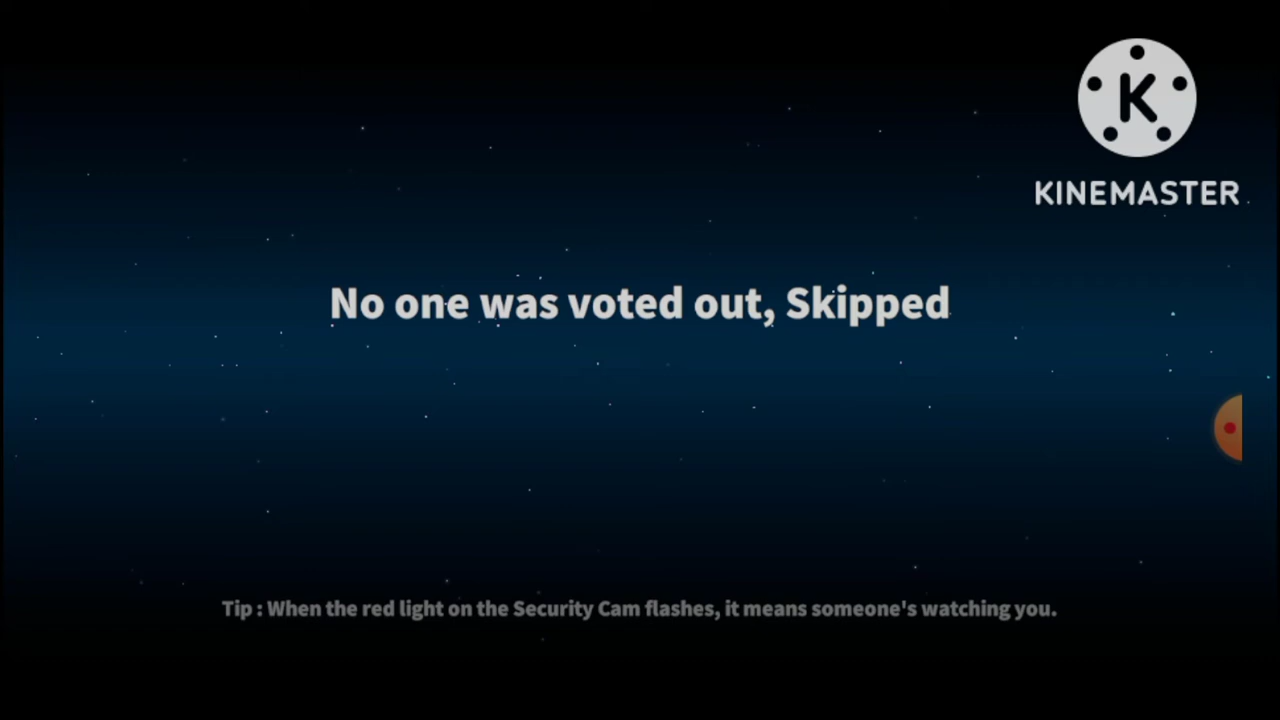 K
KINEMASTER
No one was voted out, Skipped
Tip : When the red light on the Security Cam flashes, it means someone's watching you.